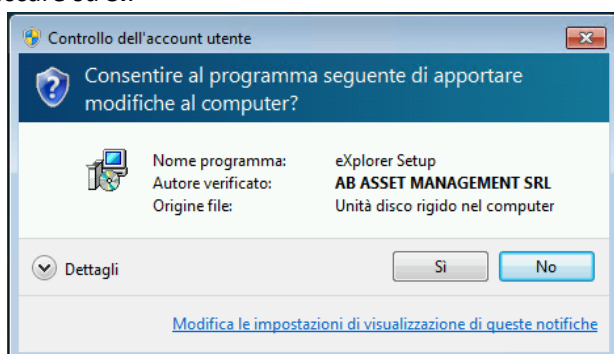 Controllo dell'account utente
Consentire al programma seguente di apportare
modifiche al computer?
Nome programma: eXplorer Setup
Autore verificato: AB ASSET MANAGEMENT SRL
Origine file: Unità disco rigido nel computer
Dettagli Sì No
Modifica le impostazioni di visualizzazione di queste notifiche